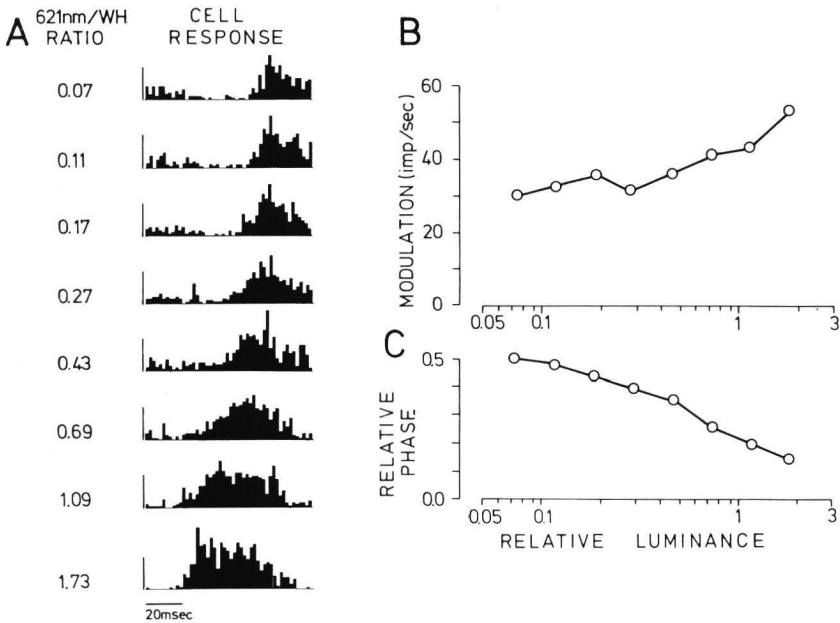 A
621nm/WH
RATIO
CELL
RESPONSE
0.07
0.11
0.17
0.27
0.43
0.69
1.09
1.73
20msec
B
MODULATION (imp/sec)
60
40
20
0
0.05
0.1
1
3
C
RELATIVE
PHASE
0.5
0.0
0.05
0.1
1
3
RELATIVE LUMINANCE